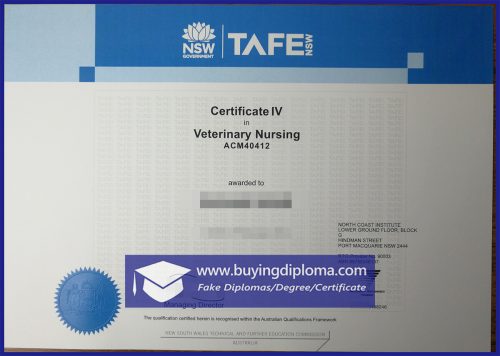 NSW
GOVERNMENT
TAFE
NSW
Certificate IV
in
Veterinary Nursing
ACM40412
awarded to
NORTH COAST INSTITUTE
LOWER GROUND FLOOR, BLOCK
G
HINDMAN STREET
PORT MACQUARIE NSW 2444
www.buyingdiploma.com
Fake Diplomas/Degree/Certificate
Managing Director
The qualification certified herein is recognised within the Australian Qualifications Framework
NEW SOUTH WALES TECHNICAL AND FURTHER EDUCATION COMMISSION
AUSTRALIA